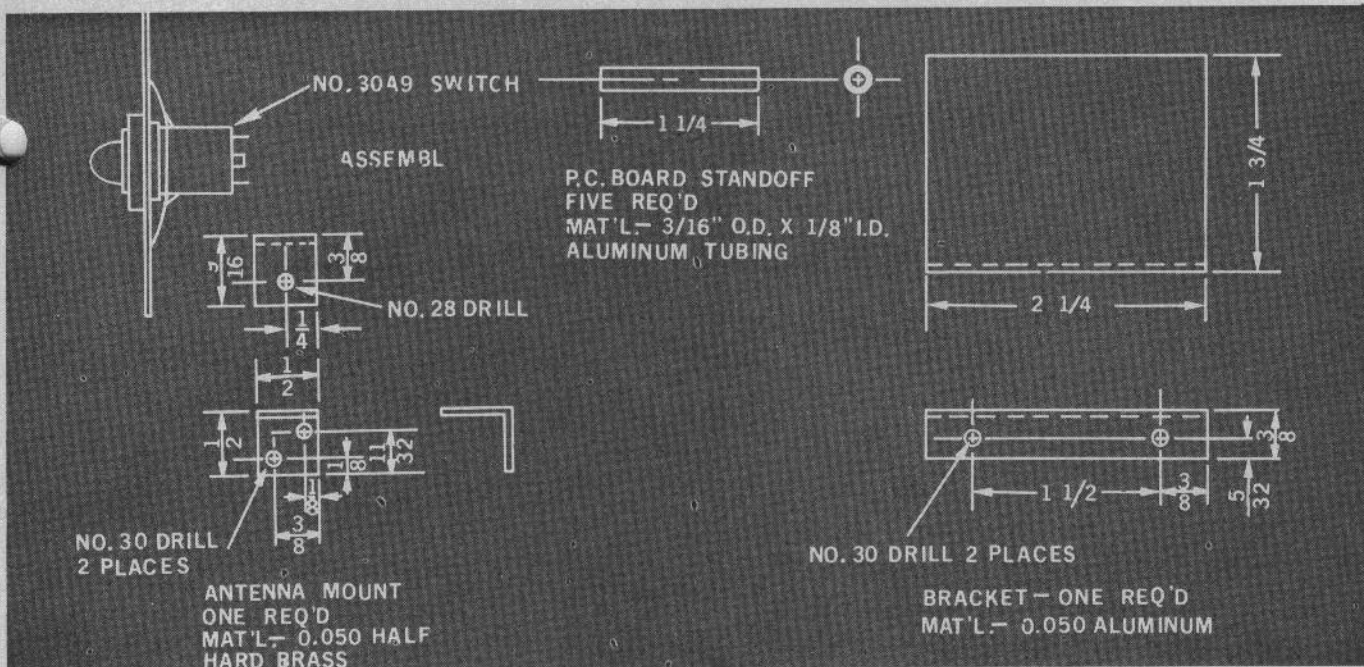 NO. 3049 SWITCH
ASSEMBL
1 1/4
P.C. BOARD STANDOFF
FIVE REQ'D
MAT'L.— 3/16" O.D. X 1/8" I.D.
ALUMINUM TUBING
1 3/4
2 1/4
9
16
3
8
NO. 28 DRILL
1
4
1
2
1
2
11
32
1
8
1
8
3
8
NO. 30 DRILL
2 PLACES
ANTENNA MOUNT
ONE REQ'D
MAT'L.— 0.050 HALF
HARD BRASS
3
8
1 1/2
3
8
5
32
NO. 30 DRILL 2 PLACES
BRACKET — ONE REQ'D
MAT'L.— 0.050 ALUMINUM